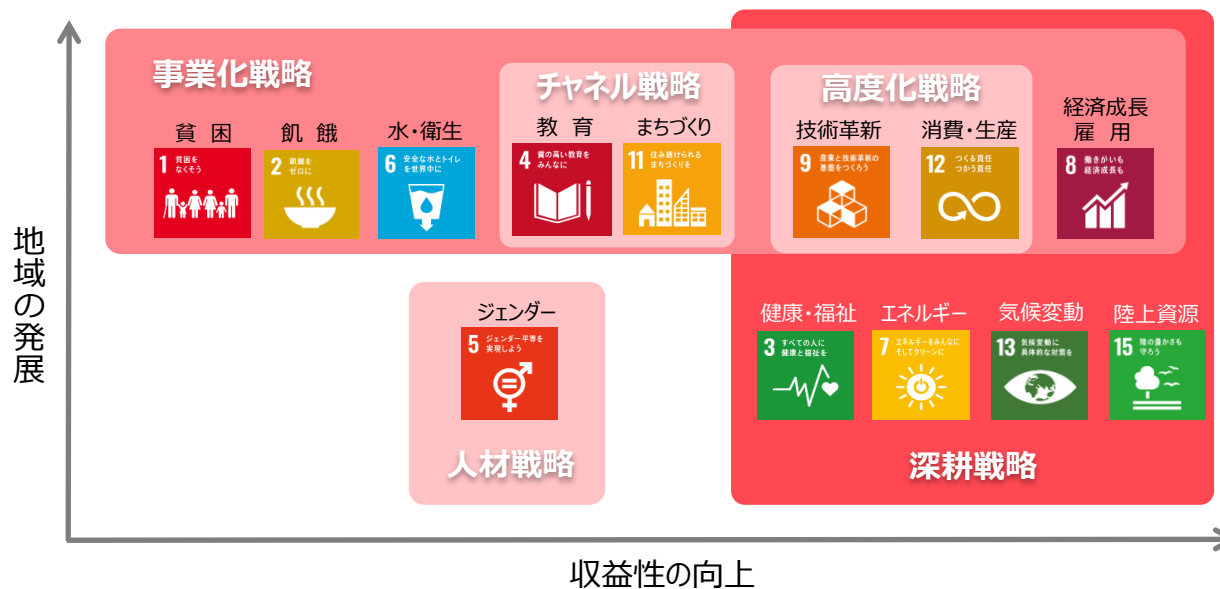 事業化戦略
チャネル戦略
高度化戦略
経済成長
雇用
貧 困
飢 餓
水・衛生
教 育
まちづくり
技術革新
消費・生産
1 貧困を
なくそう
2 飢餓を
ゼロに
6 安全な水とトイレ
を世界中に
4 質の高い教育を
みんなに
11 住み続けられる
まちづくりを
9 産業と技術革新の
基盤をつくろう
12 つくる責任
つかう責任
8 働きがいも
経済成長も
地域の発展
ジェンダー
5 ジェンダー平等を
実現しよう
人材戦略
健康・福祉
エネルギー
気候変動
陸上資源
3 すべての人に
健康と福祉を
7 エネルギーをみんなに
そしてクリーンに
13 気候変動に
具体的な対策を
15 陸の豊かさも
守ろう
深耕戦略
収益性の向上